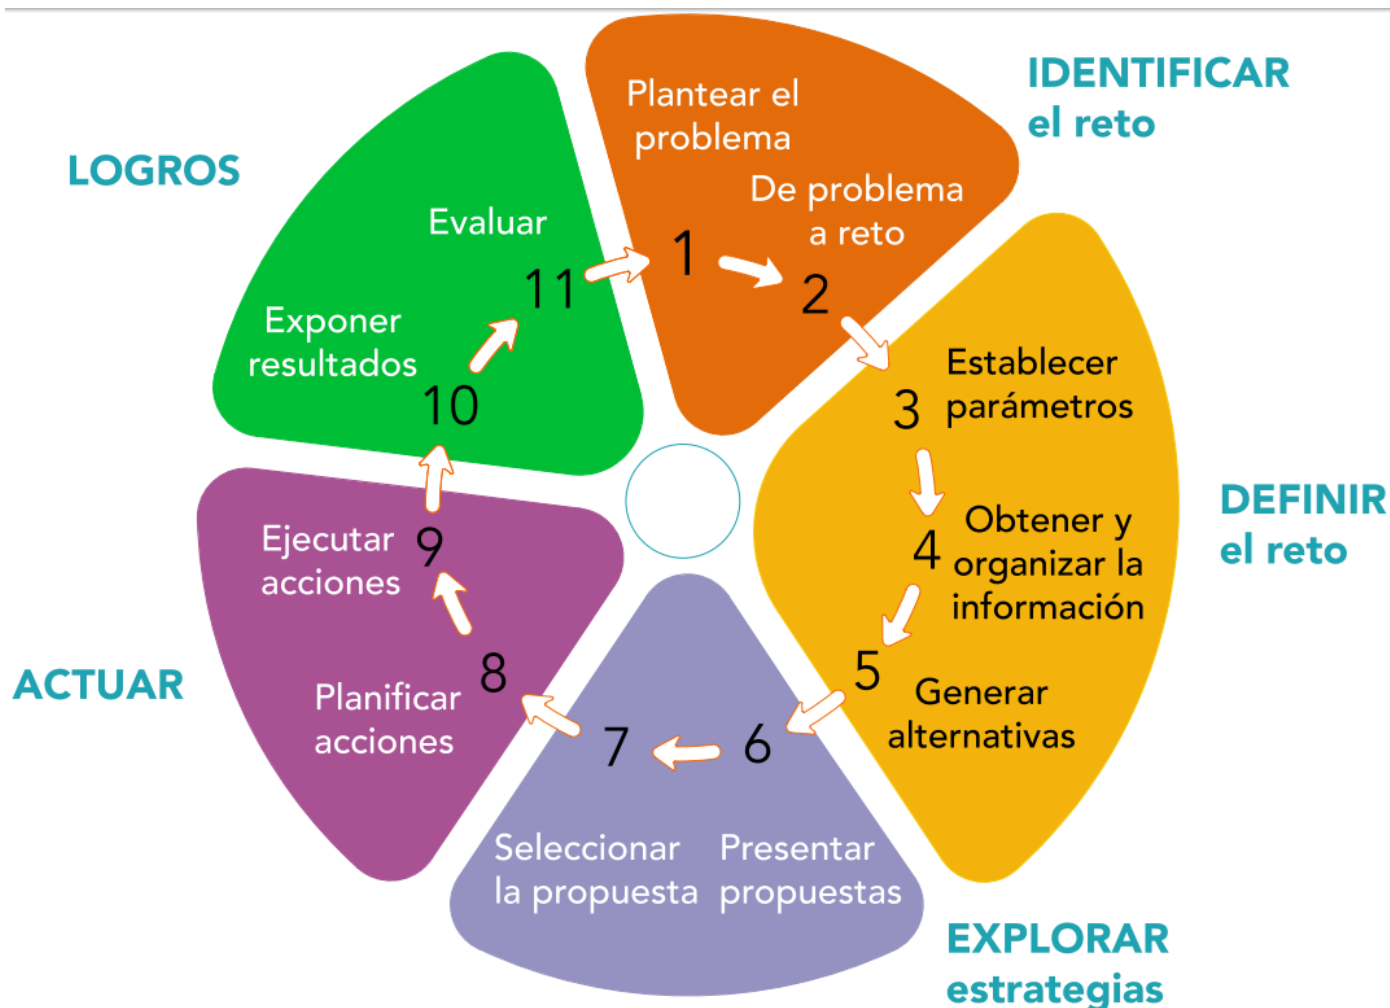 IDENTIFICAR
el reto
Plantear el
problema
1
De problema
a reto
2
DEFINIR
el reto
3
Establecer
parámetros
4
Obtener y
organizar la
información
5
Generar
alternativas
EXPLORAR
estrategias
6
Presentar
propuestas
7
Seleccionar
la propuesta
ACTUAR
8
Planificar
acciones
9
Ejecutar
acciones
LOGROS
10
Exponer
resultados
11
Evaluar